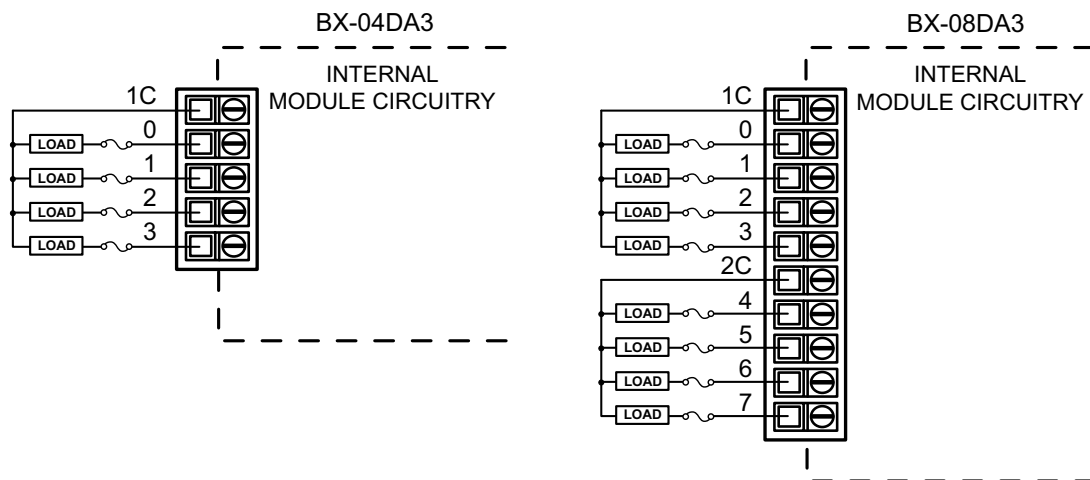 BX-04DA3
INTERNAL
MODULE CIRCUITRY
1C
LOAD 0
LOAD 1
LOAD 2
LOAD 3
BX-08DA3
INTERNAL
MODULE CIRCUITRY
1C
LOAD 0
LOAD 1
LOAD 2
LOAD 3
2C
LOAD 4
LOAD 5
LOAD 6
LOAD 7